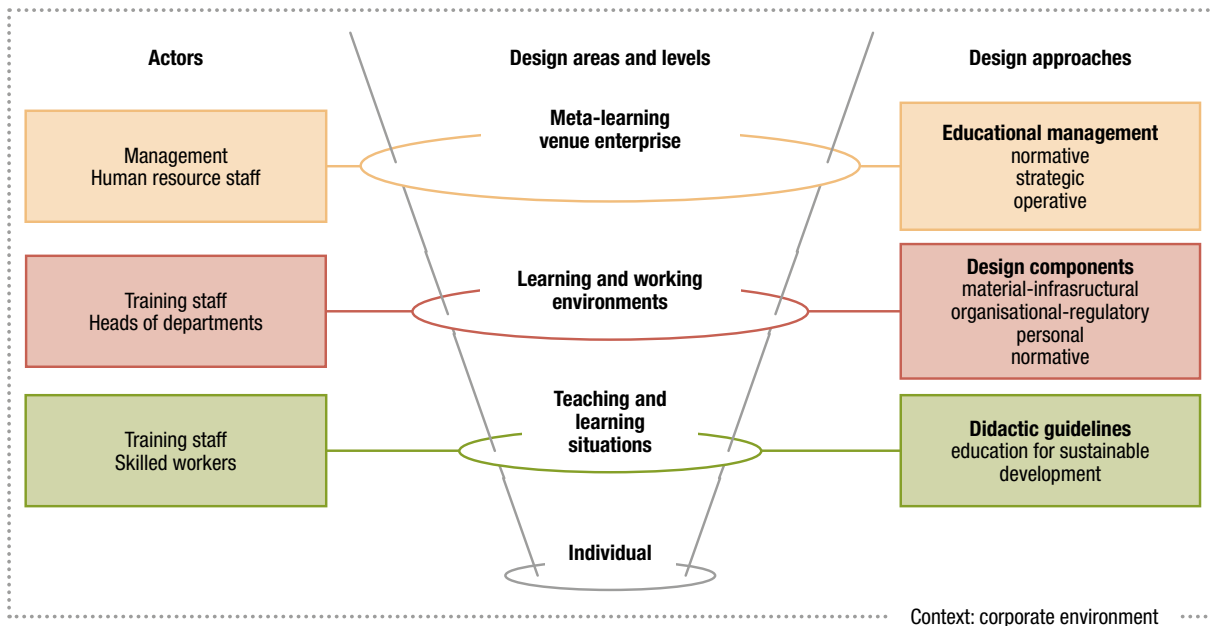 Actors
Design areas and levels
Design approaches
Management
Human resource staff
Meta-learning
venue enterprise
Educational management
normative
strategic
operative
Training staff
Heads of departments
Learning and working
environments
Design components
material-infrasructural
organisational-regulatory
personal
normative
Training staff
Skilled workers
Teaching and
learning
situations
Didactic guidelines
education for sustainable
development
Individual
Context: corporate environment